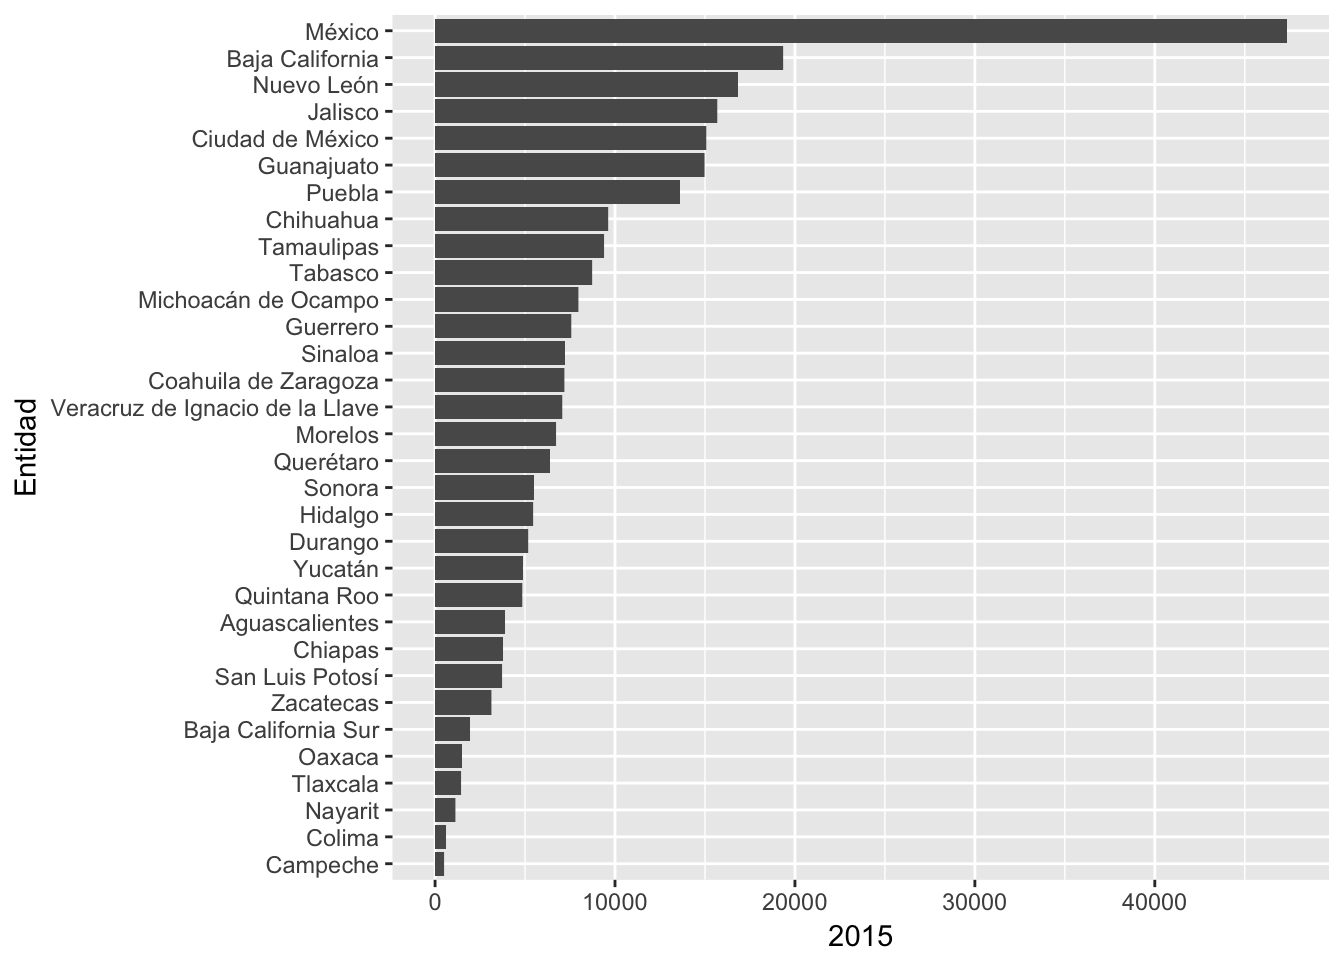 México
Baja California
Nuevo León
Jalisco
Ciudad de México
Guanajuato
Puebla
Chihuahua
Tamaulipas
Tabasco
Michoacán de Ocampo
Guerrero
Sinaloa
Coahuila de Zaragoza
Veracruz de Ignacio de la Llave
Morelos
Querétaro
Sonora
Hidalgo
Durango
Yucatán
Quintana Roo
Aguascalientes
Chiapas
San Luis Potosí
Zacatecas
Baja California Sur
Oaxaca
Tlaxcala
Nayarit
Colima
Campeche
Entidad
0 10000 20000 30000 40000
2015